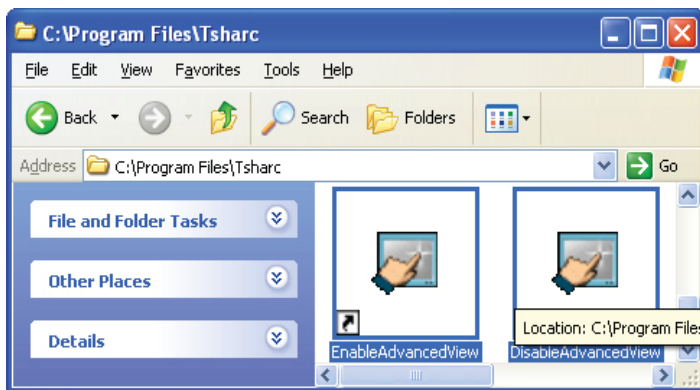 C:\Program Files\Tsharc
File Edit View Favorites Tools Help
Back Search Folders
Address C:\Program Files\Tsharc Go
File and Folder Tasks
Other Places
Details
Location: C:\Program Files
EnableAdvancedView DisableAdvancedView